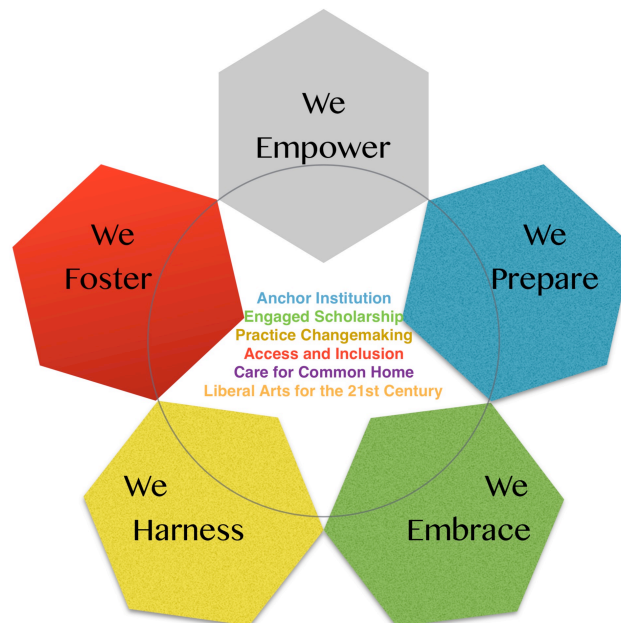 We
Empower
We
Foster
We
Prepare
Anchor Institution
Engaged Scholarship
Practice Changemaking
Access and Inclusion
Care for Common Home
Liberal Arts for the 21st Century
We
Harness
We
Embrace